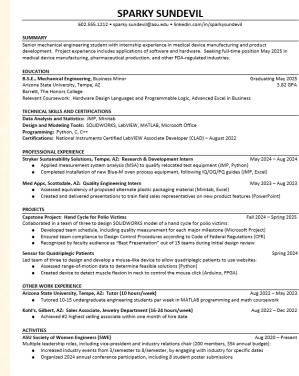 SPARKY SUNDEVIL
602.555.1212 • sparky sundevil@asu.edu • linkedin.com/in/sparkysundevil
SUMMARY
Senior mechanical engineering student with internship experience in medical device manufacturing and product
development. Project experience includes applications of software and hardware. Seeking full-time position May 2025 in
medical device manufacturing, pharmaceutical production, and other FDA-regulated industries.
EDUCATION
B.S.E., Mechanical Engineering; Business Minor Graduating May 2025
Arizona State University, Tempe, AZ 3.82 GPA
Barrett, The Honors College
Relevant Coursework: Hardware Design Languages and Programmable Logic, Advanced Excel in Business
TECHNICAL SKILLS AND CERTIFICATIONS
Data Analysis and Statistics: JMP, Minitab
Design and Modeling Tools: SOLIDWORKS, LabVIEW, MATLAB, Microsoft Office
Programming: Python, C, C++
Certification: National Instruments Certified LabVIEW Associate Developer (CLAD) – August 2022
PROFESSIONAL EXPERIENCE
Stryker Sustainability Solutions, Tempe, AZ: Research & Development Intern May 2024 – Aug 2024
• Applied measurement system analysis (MSA) to qualify relocated test equipment (JMP, Python)
• Completed installation of new Blue-M oven process equipment, following IQ/OQ/PQ guides (JMP, Excel)
Med Apps, Scottsdale, AZ: Quality Engineering Intern May 2023 – Aug 2023
• Assessed equivalency of proposed alternate plastic packaging material (Minitab, Excel)
• Created and delivered presentations to train field sales representatives on new product features (PowerPoint)
PROJECTS
Capstone Project: Hand Cycle for Polio Victims Fall 2024 – Spring 2025
Collaborated in a team of three to design SOLIDWORKS model of a hand cycle for polio victims:
• Developed team schedule, including quality measurement for each major milestone (Microsoft Project)
• Ensured team compliance to Design Control Procedures according to Code of Federal Regulations (CFR)
• Recognized by faculty audience as "Best Presentation" out of 15 teams during initial design review
Sensor for Quadriplegic Patients Spring 2024
Led team of three to design and develop a mouse-like device to allow quadriplegic patients to use websites:
• Assessed range-of-motion data to determine feasible solutions (Python)
• Created device to detect muscle flexion in neck to control the mouse click (Arduino, FPGA)
OTHER WORK EXPERIENCE
Arizona State University, Tempe, AZ: Tutor (10 hours/week) Aug 2022 – May 2023
• Tutored 10-15 undergraduate engineering students per week in MATLAB programming and math coursework
Kohl's, Gilbert, AZ: Sales Associate, Jewelry Department (16-24 hours/week) Aug 2022 – Dec 2022
• Achieved #2 highest selling associate within one month of hire date
ACTIVITIES
ASU Society of Women Engineers (SWE) Aug 2020 – Present
Multiple leadership roles, including vice-president and industry relations chair (200 members, $5k annual budget):
• Increased industry events from 3/semester to 8/semester, by engaging with industry for specific dates
• Organized 2024 annual conference participation, including 8 student poster submissions